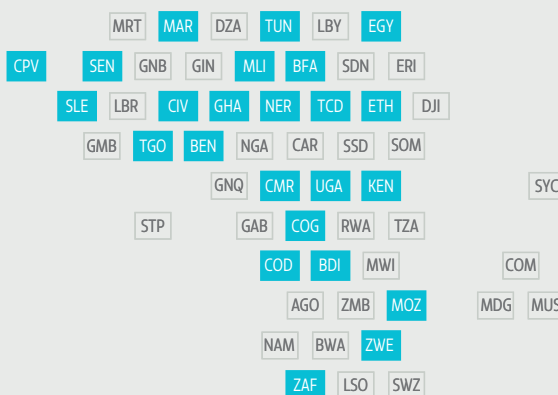 MRT MAR DZA TUN LBY EGY
CPV SEN GNB GIN MLI BFA SDN ERI
SLE LBR CIV GHA NER TCD ETH DJI
GMB TGO BEN NGA CAR SSD SOM
GNQ CMR UGA KEN SYC
STP GAB COG RWA TZA
COD BDI MWI COM
AGO ZMB MOZ MDG MUS
NAM BWA ZWE
ZAF LSO SWZ